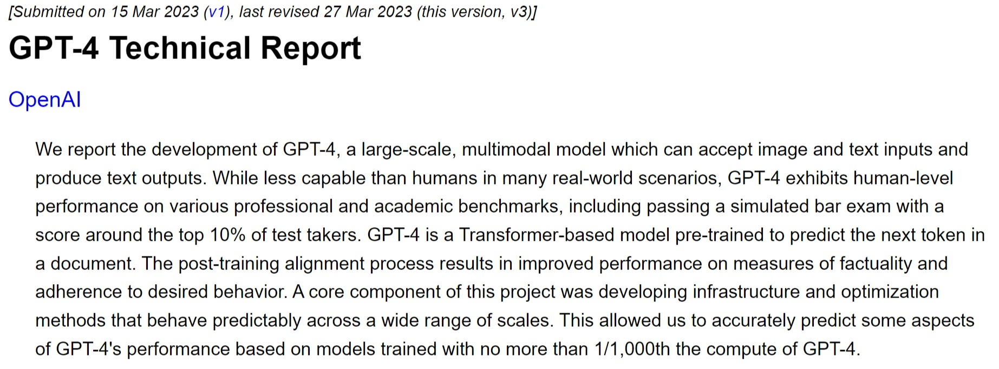 [Submitted on 15 Mar 2023 (v1), last revised 27 Mar 2023 (this version, v3)]
GPT-4 Technical Report
OpenAI
We report the development of GPT-4, a large-scale, multimodal model which can accept image and text inputs and
produce text outputs. While less capable than humans in many real-world scenarios, GPT-4 exhibits human-level
performance on various professional and academic benchmarks, including passing a simulated bar exam with a
score around the top 10% of test takers. GPT-4 is a Transformer-based model pre-trained to predict the next token in
a document. The post-training alignment process results in improved performance on measures of factuality and
adherence to desired behavior. A core component of this project was developing infrastructure and optimization
methods that behave predictably across a wide range of scales. This allowed us to accurately predict some aspects
of GPT-4's performance based on models trained with no more than 1/1,000th the compute of GPT-4.